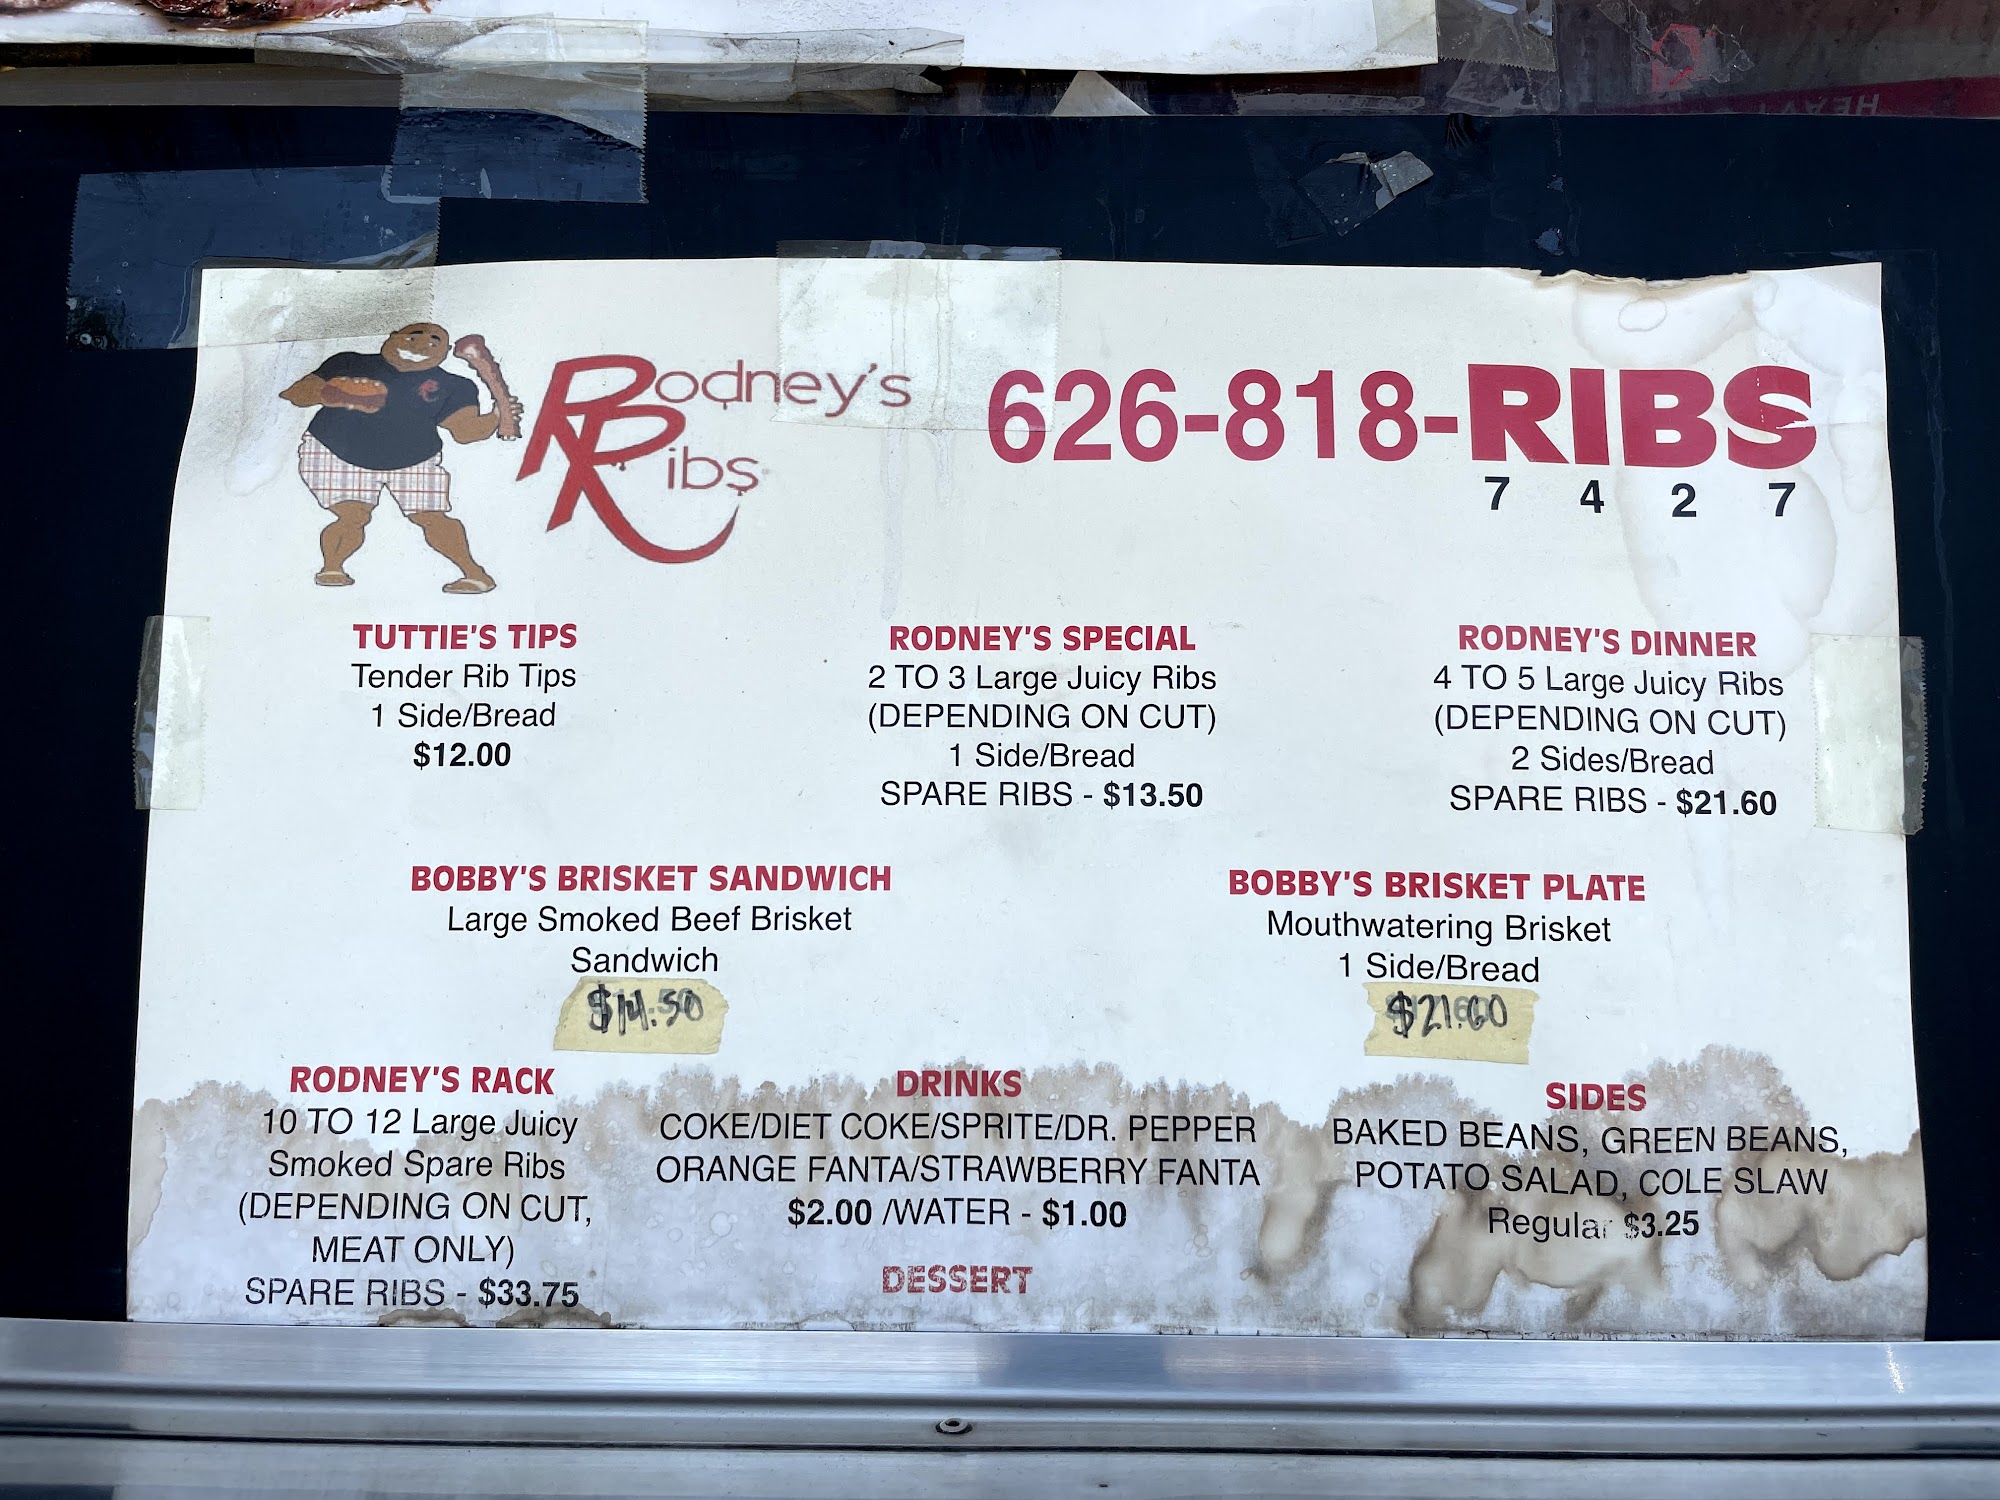 HEAVY
Rodney's
Ribs
626-818-RIBS
7 4 2 7
TUTTIE'S TIPS
Tender Rib Tips
1 Side/Bread
$12.00
RODNEY'S SPECIAL
2 TO 3 Large Juicy Ribs
(DEPENDING ON CUT)
1 Side/Bread
SPARE RIBS - $13.50
RODNEY'S DINNER
4 TO 5 Large Juicy Ribs
(DEPENDING ON CUT)
2 Sides/Bread
SPARE RIBS - $21.60
BOBBY'S BRISKET SANDWICH
Large Smoked Beef Brisket
Sandwich
$14.50
BOBBY'S BRISKET PLATE
Mouthwatering Brisket
1 Side/Bread
$21.60
RODNEY'S RACK
10 TO 12 Large Juicy
Smoked Spare Ribs
(DEPENDING ON CUT,
MEAT ONLY)
SPARE RIBS - $33.75
DRINKS
COKE/DIET COKE/SPRITE/DR. PEPPER
ORANGE FANTA/STRAWBERRY FANTA
$2.00 /WATER - $1.00
DESSERT
SIDES
BAKED BEANS, GREEN BEANS,
POTATO SALAD, COLE SLAW
Regular $3.25